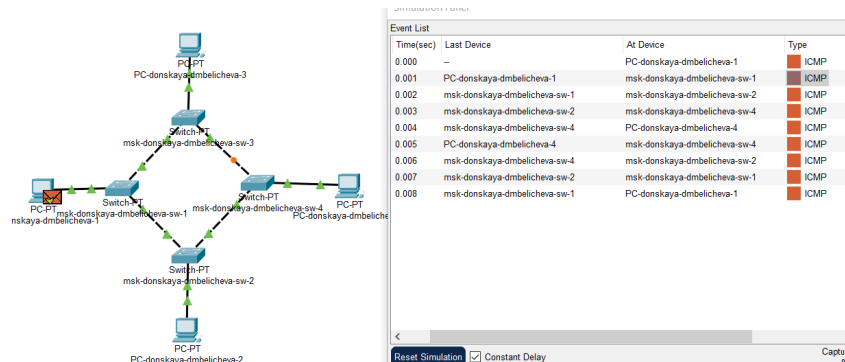 Simulation Panel
Event List
Time(sec) Last Device At Device Type
0.000 -- PC-donskaya-dmbelicheva-1 ICMP
0.001 PC-donskaya-dmbelicheva-1 msk-donskaya-dmbelicheva-sw-1 ICMP
0.002 msk-donskaya-dmbelicheva-sw-1 msk-donskaya-dmbelicheva-sw-2 ICMP
0.003 msk-donskaya-dmbelicheva-sw-2 msk-donskaya-dmbelicheva-sw-4 ICMP
0.004 msk-donskaya-dmbelicheva-sw-4 PC-donskaya-dmbelicheva-4 ICMP
0.005 PC-donskaya-dmbelicheva-4 msk-donskaya-dmbelicheva-sw-4 ICMP
0.006 msk-donskaya-dmbelicheva-sw-4 msk-donskaya-dmbelicheva-sw-2 ICMP
0.007 msk-donskaya-dmbelicheva-sw-2 msk-donskaya-dmbelicheva-sw-1 ICMP
0.008 msk-donskaya-dmbelicheva-sw-1 PC-donskaya-dmbelicheva-1 ICMP
Reset Simulation Constant Delay
Captu
PC-PT
PC-donskaya-dmbelicheva-3
Switch-PT
msk-donskaya-dmbelicheva-sw-3
PC-PT
nskaya-dmbelicheva-1
Switch-PT
msk-donskaya-dmbelicheva-sw-1
Switch-PT
msk-donskaya-dmbelicheva-sw-4
PC-PT
PC-donskaya-dmbeliche
Switch-PT
msk-donskaya-dmbelicheva-sw-2
PC-PT
PC-donskaya-dmbelicheva-2